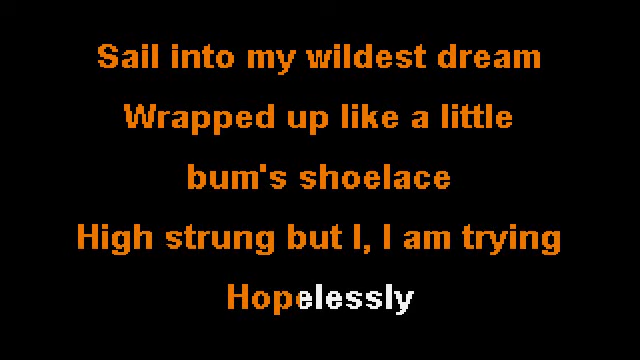 Sail into my wildest dream
Wrapped up like a little
bum's shoelace
High strung but I, I am trying
Hopelessly